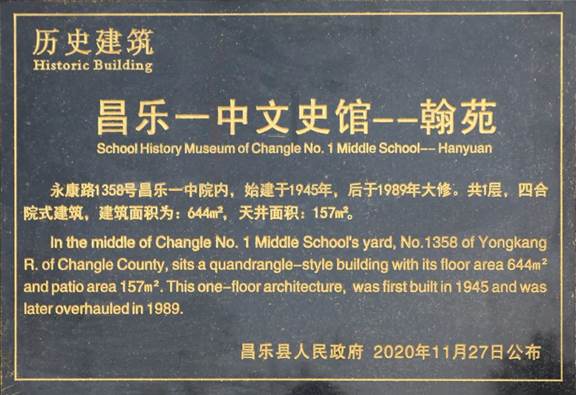 历史建筑
Historic Building
昌乐一中文史馆--翰苑
School History Museum of Changle No. 1 Middle School-- Hanyuan
永康路1358号昌乐一中院内，始建于1945年，后于1989年大修。共1层，四合
院式建筑，建筑面积为：644㎡，天井面积：157㎡。
In the middle of Changle No. 1 Middle School's yard, No.1358 of Yongkang
R. of Changle County, sits a quandrangle-style building with its floor area 644㎡
and patio area 157㎡. This one-floor architecture, was first built in 1945 and was
later overhauled in 1989.
昌乐县人民政府 2020年11月27日公布